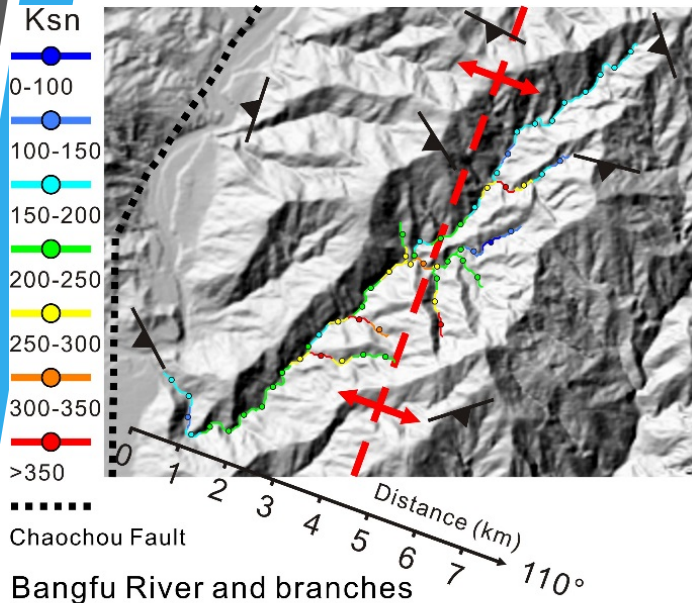 Ksn
0-100
100-150
150-200
200-250
250-300
300-350
>350
Chaochou Fault
0 1 2 3 4 5 6 7
Distance (km)
110°
Bangfu River and branches